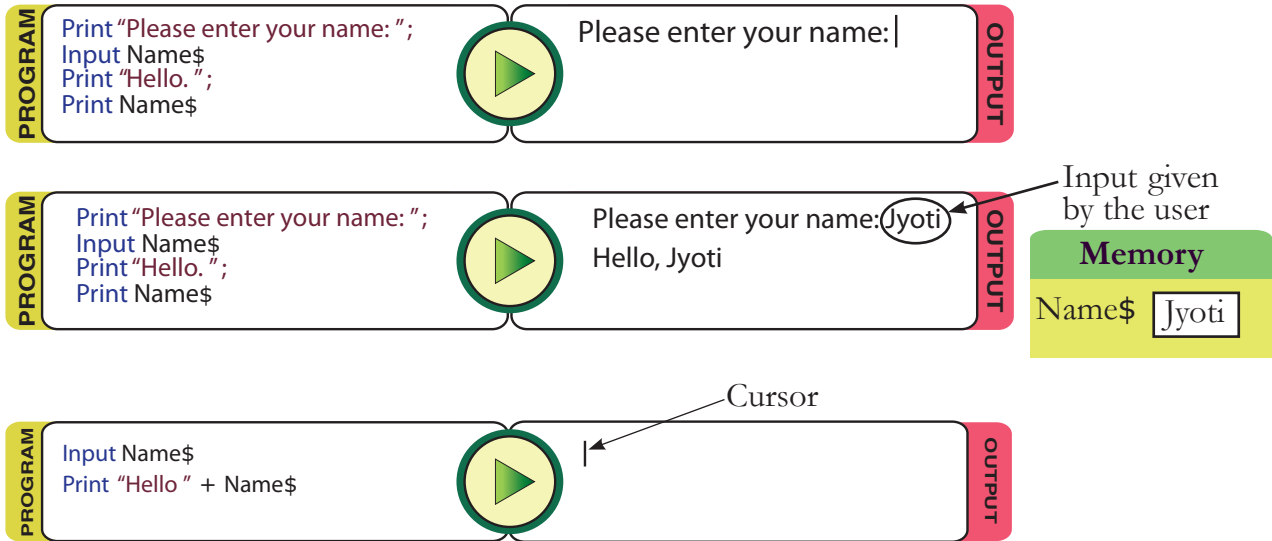 PROGRAM
Print “Please enter your name: ”;
Input Name$
Print “Hello. ”;
Print Name$
Please enter your name:
OUTPUT
PROGRAM
Print “Please enter your name: ”;
Input Name$
Print “Hello. ”;
Print Name$
Please enter your name: Jyoti
Hello, Jyoti
OUTPUT
Input given
by the user
Memory
Name$ Jyoti
Cursor
PROGRAM
Input Name$
Print “Hello ” + Name$
OUTPUT